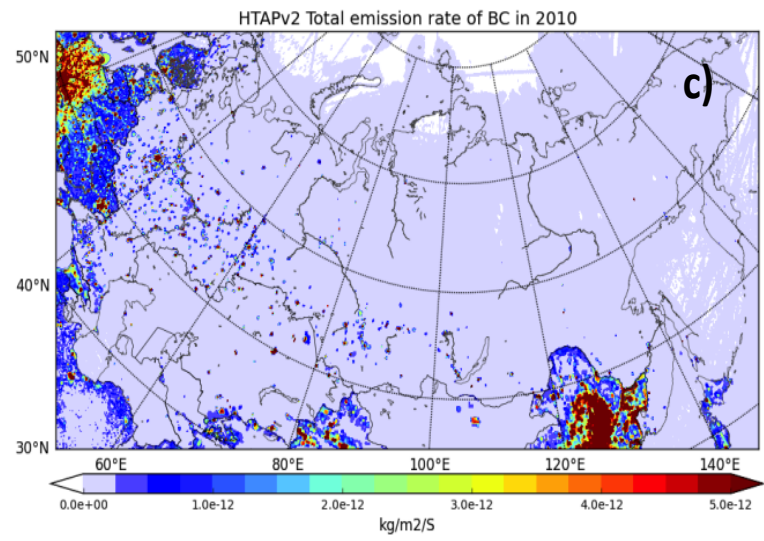 HTAPv2 Total emission rate of BC in 2010
50°N
c)
40°N
30°N
60°E 80°E 100°E 120°E 140°E
0.0e+00 1.0e-12 2.0e-12 3.0e-12 4.0e-12 5.0e-12
kg/m2/S